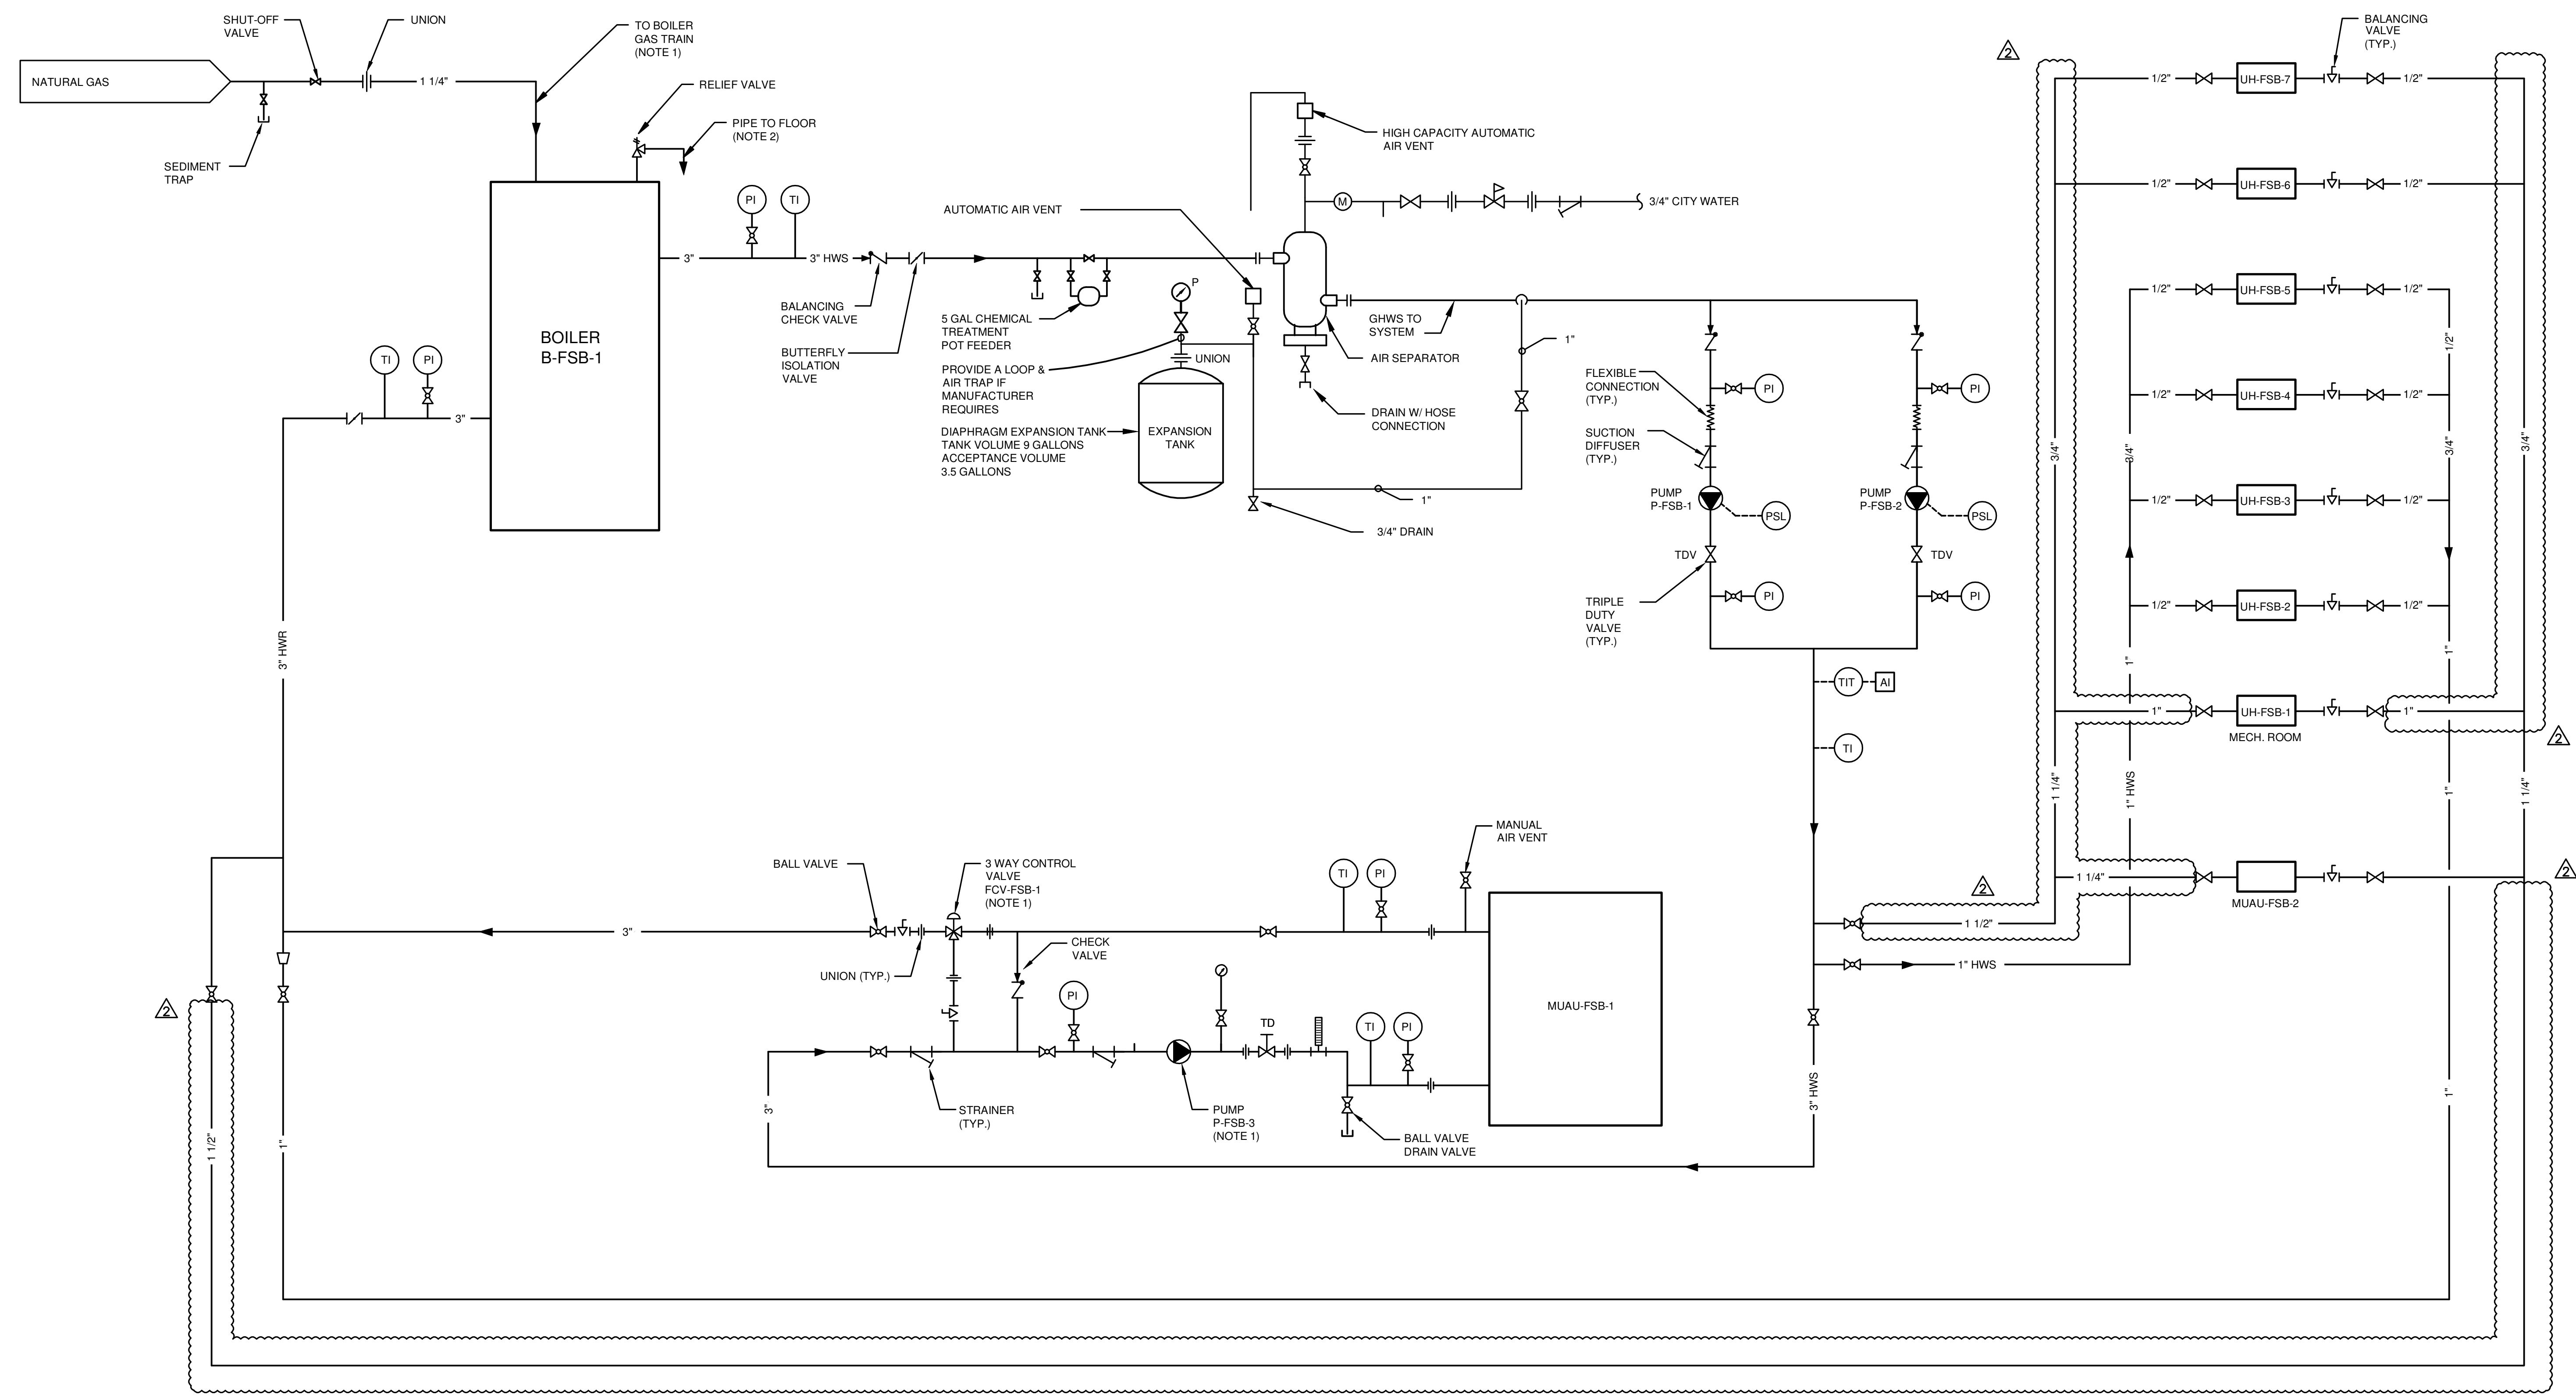 SHUT-OFF
VALVE
UNION
TO BOILER
GAS TRAIN
(NOTE 1)
NATURAL GAS
1 1/4"
SEDIMENT
TRAP
RELIEF VALVE
PIPE TO FLOOR
(NOTE 2)
BOILER
B-FSB-1
PI
TI
3"
3" HWS
BALANCING
CHECK VALVE
BUTTERFLY
ISOLATION
VALVE
TI
PI
3"
3" HWR
AUTOMATIC AIR VENT
HIGH CAPACITY AUTOMATIC
AIR VENT
M
3/4" CITY WATER
5 GAL CHEMICAL
TREATMENT
POT FEEDER
P
UNION
PROVIDE A LOOP &
AIR TRAP IF
MANUFACTURER
REQUIRES
DIAPHRAGM EXPANSION TANK
TANK VOLUME 9 GALLONS
ACCEPTANCE VOLUME
3.5 GALLONS
EXPANSION
TANK
GHWS TO
SYSTEM
AIR SEPARATOR
DRAIN W/ HOSE
CONNECTION
1"
1"
3/4" DRAIN
FLEXIBLE
CONNECTION
(TYP.)
SUCTION
DIFFUSER
(TYP.)
PI
PI
PUMP
P-FSB-1
PSL
PUMP
P-FSB-2
PSL
TDV
TDV
TRIPLE
DUTY
VALVE
(TYP.)
PI
PI
TIT
AI
TI
2
BALANCING
VALVE
(TYP.)
1/2"
UH-FSB-7
1/2"
1/2"
UH-FSB-6
1/2"
1/2"
UH-FSB-5
1/2"
1/2"
1/2"
UH-FSB-4
1/2"
3/4"
3/4"
3/4"
3/4"
1/2"
UH-FSB-3
1/2"
1/2"
UH-FSB-2
1/2"
1"
1"
1"
UH-FSB-1
1"
MECH. ROOM
2
1 1/4"
1" HWS
1"
1 1/4"
1 1/4"
MUAU-FSB-2
2
2
1 1/2"
1" HWS
BALL VALVE
3 WAY CONTROL
VALVE
FCV-FSB-1
(NOTE 1)
TI
PI
MANUAL
AIR VENT
3"
UNION (TYP.)
CHECK
VALVE
PI
TD
TI
PI
MUAU-FSB-1
3"
STRAINER
(TYP.)
PUMP
P-FSB-3
(NOTE 1)
BALL VALVE
DRAIN VALVE
3" HWS
1"
2
1 1/2"
1"